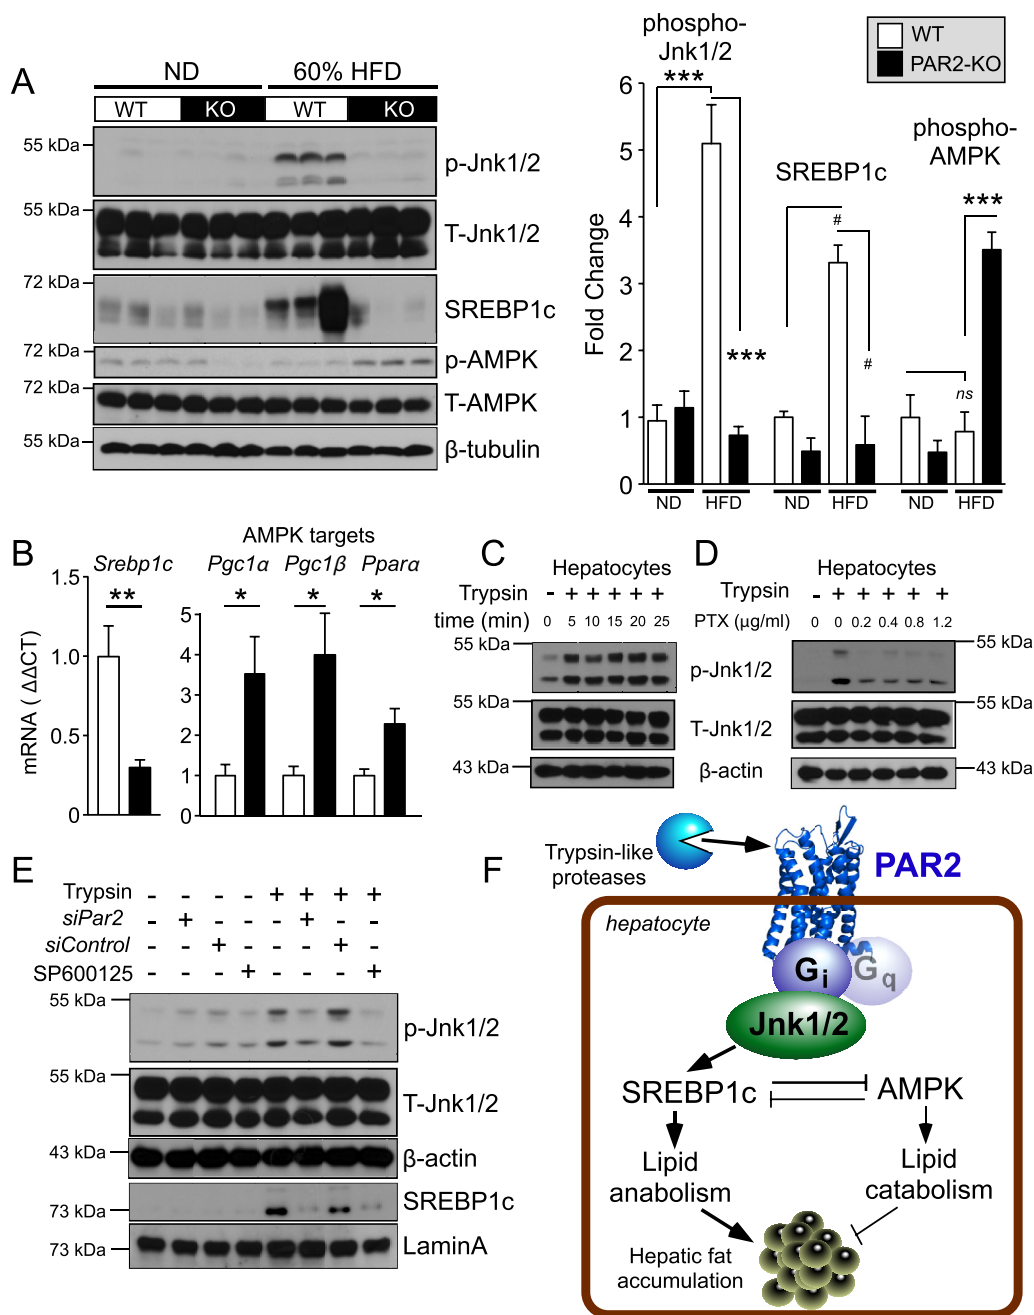 A
ND
60% HFD
WT
KO
WT
KO
55 kDa
p-Jnk1/2
55 kDa
T-Jnk1/2
72 kDa
SREBP1c
72 kDa
p-AMPK
72 kDa
T-AMPK
55 kDa
β-tubulin
WT
PAR2-KO
phospho-
Jnk1/2
***
***
SREBP1c
#
#
phospho-
AMPK
***
ns
Fold Change
6
5
4
3
2
1
0
ND
HFD
ND
HFD
ND
HFD
B
AMPK targets
Srebp1c
Pgc1α
Pgc1β
Pparα
**
*
*
*
mRNA ( ΔΔCT)
1.5
1.0
0.5
0
5
4
3
2
1
0
C
Hepatocytes
Trypsin - + + + + +
time (min) 0 5 10 15 20 25
55 kDa
p-Jnk1/2
55 kDa
T-Jnk1/2
43 kDa
β-actin
D
Hepatocytes
Trypsin - + + + + +
PTX (μg/ml) 0 0 0.2 0.4 0.8 1.2
55 kDa
55 kDa
43 kDa
E
Trypsin - - - - + + + +
siPar2 - + - - - + - -
siControl - - + - - - + -
SP600125 - - - + - - - +
55 kDa
p-Jnk1/2
55 kDa
T-Jnk1/2
43 kDa
β-actin
73 kDa
SREBP1c
73 kDa
LaminA
F
Trypsin-like
proteases
PAR2
hepatocyte
Gi
Gq
Jnk1/2
SREBP1c
AMPK
Lipid
anabolism
Lipid
catabolism
Hepatic fat
accumulation